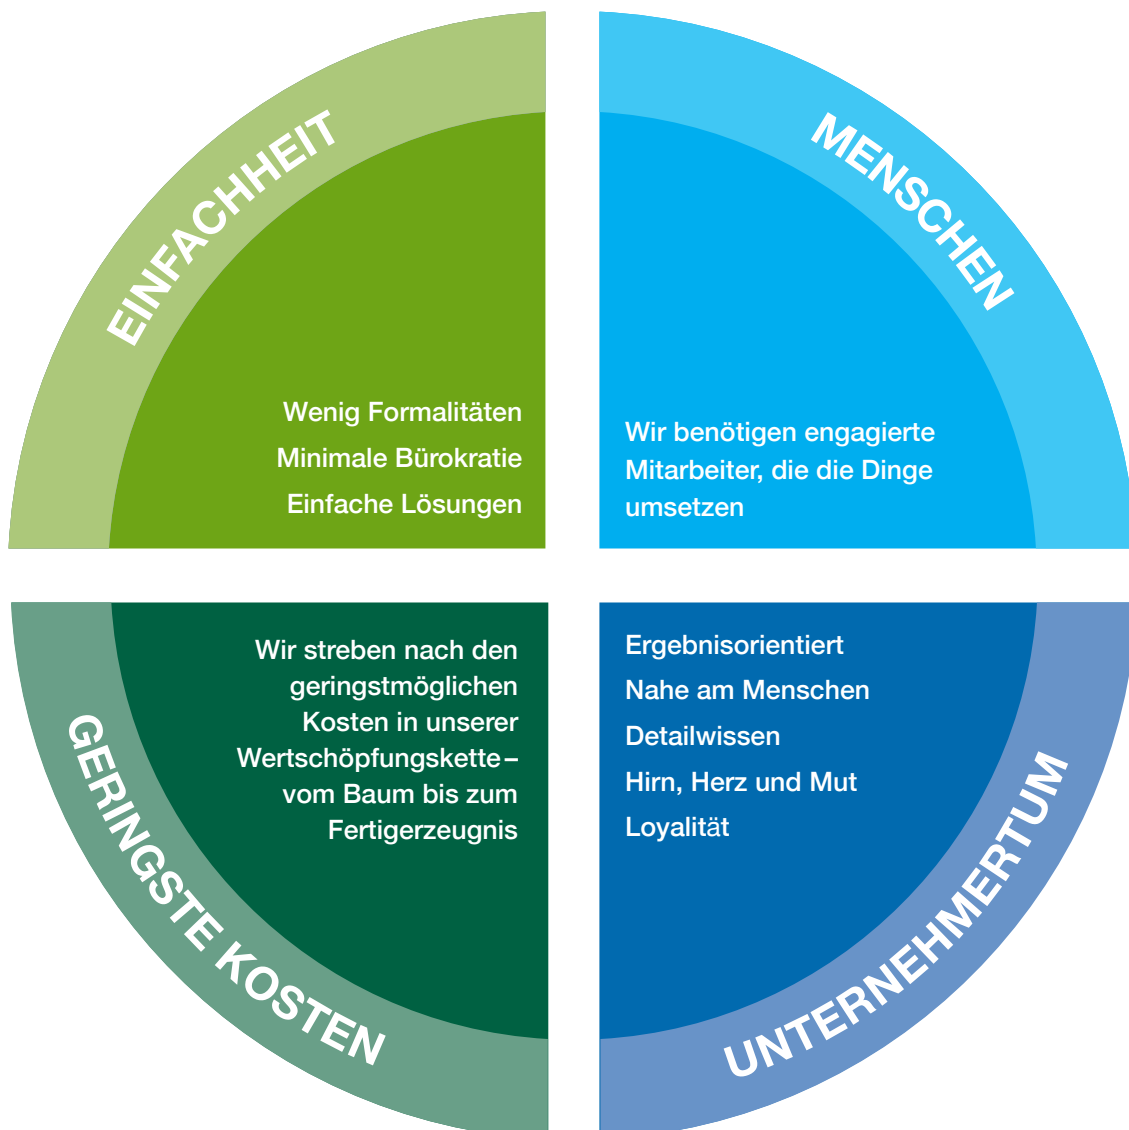 EINFACHHEIT
Wenig Formalitäten
Minimale Bürokratie
Einfache Lösungen
MENSCHEN
Wir benötigen engagierte
Mitarbeiter, die die Dinge
umsetzen
GERINGSTE KOSTEN
Wir streben nach den
geringstmöglichen
Kosten in unserer
Wertschöpfungskette –
vom Baum bis zum
Fertigerzeugnis
UNTERNEHMERTUM
Ergebnisorientiert
Nahe am Menschen
Detailwissen
Hirn, Herz und Mut
Loyalität